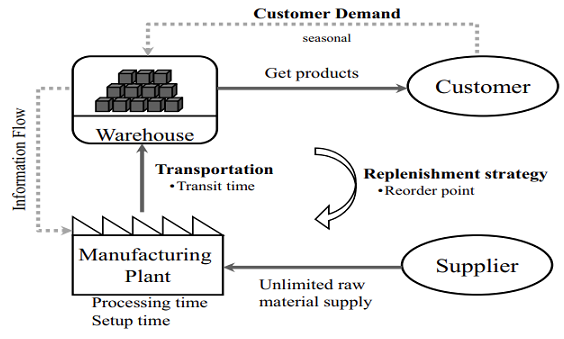 Customer Demand
seasonal
Get products
Customer
Warehouse
Information Flow
Transportation
•Transit time
Replenishment strategy
•Reorder point
Manufacturing
Plant
Supplier
Unlimited raw
material supply
Processing time
Setup time